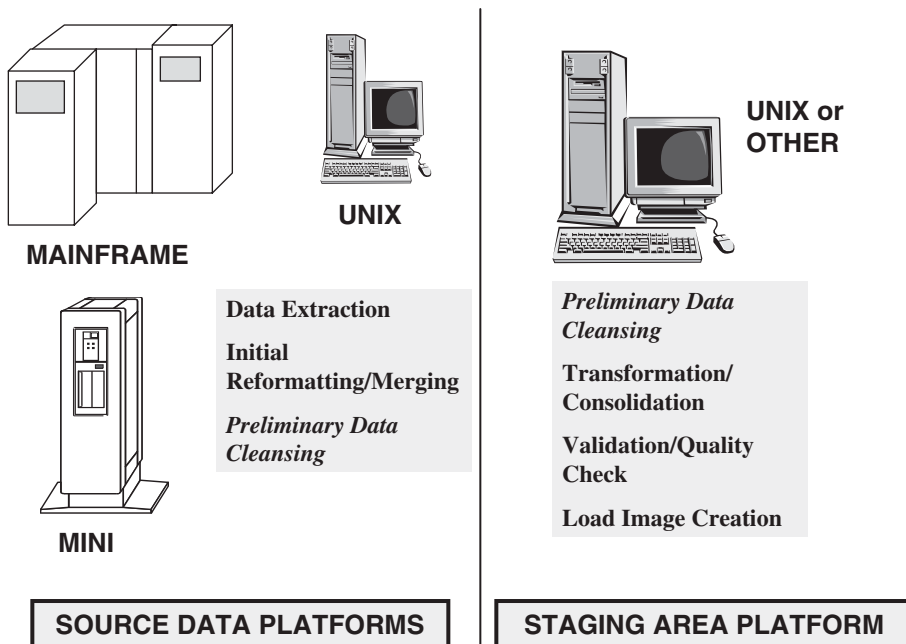 MAINFRAME
UNIX
MINI
Data Extraction
Initial
Reformatting/Merging
Preliminary Data
Cleansing
SOURCE DATA PLATFORMS
UNIX or
OTHER
Preliminary Data
Cleansing
Transformation/
Consolidation
Validation/Quality
Check
Load Image Creation
STAGING AREA PLATFORM